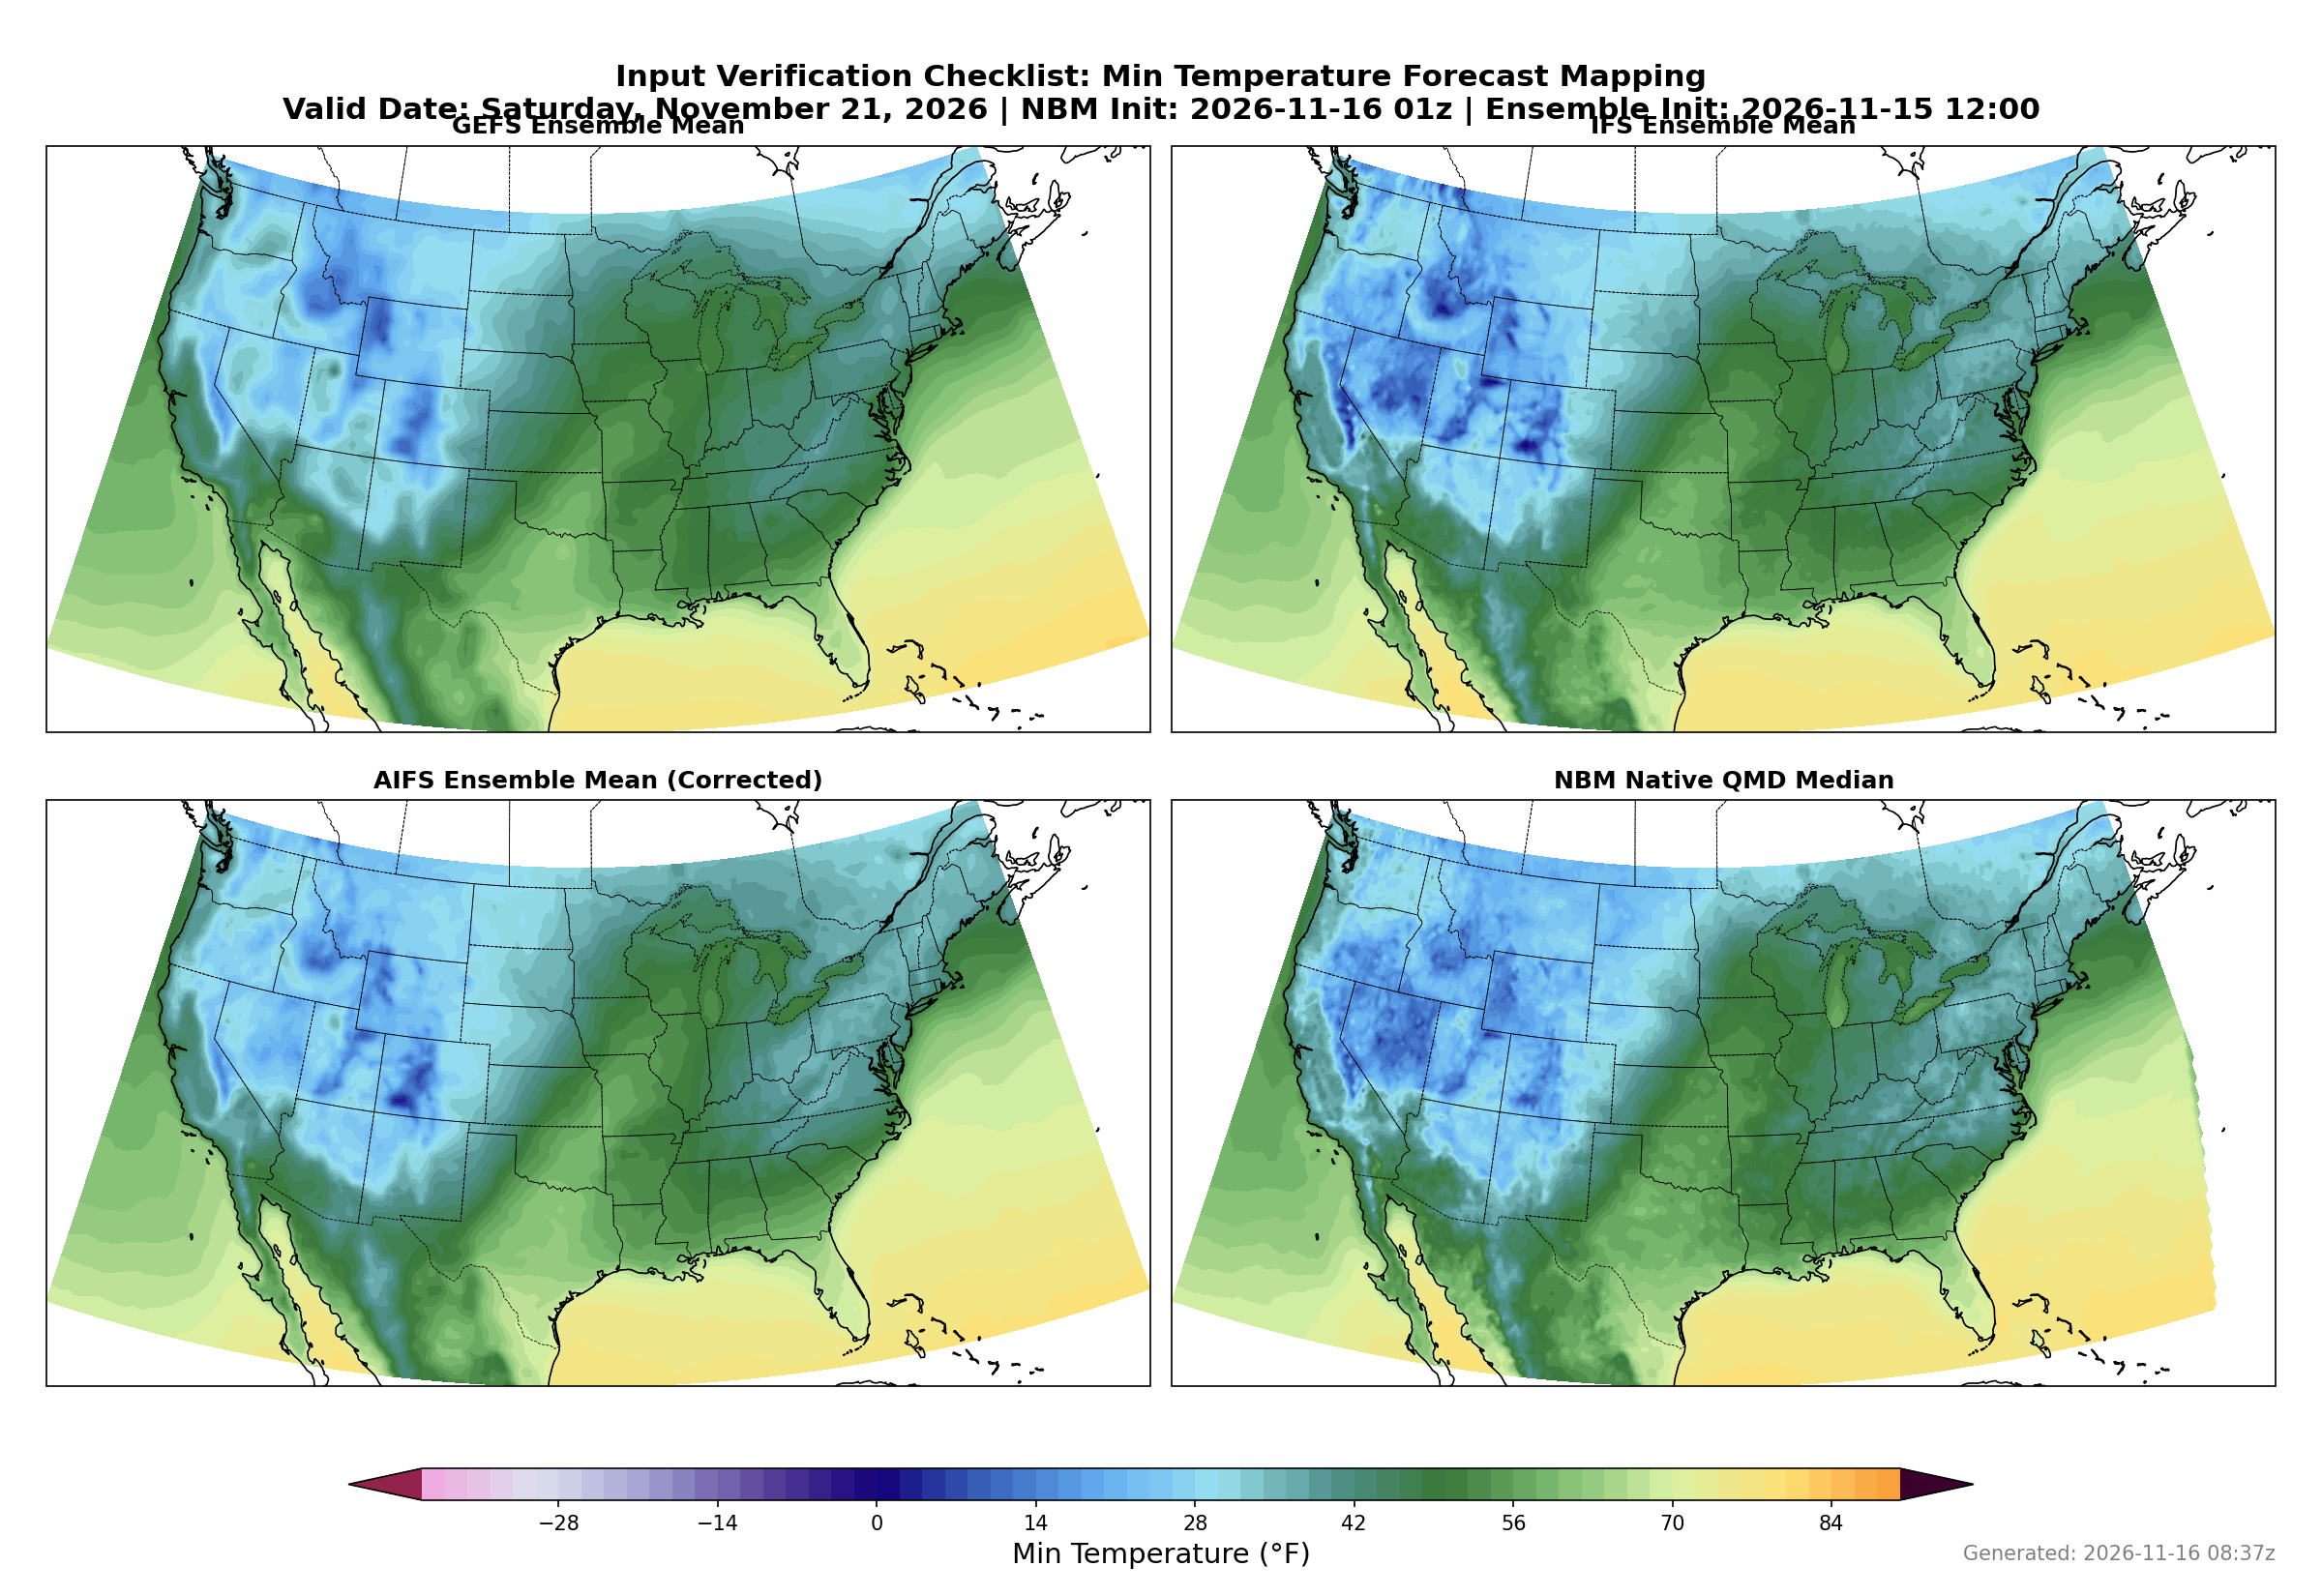 Input Verification Checklist: Min Temperature Forecast Mapping
Valid Date: Saturday, November 21, 2026 | NBM Init: 2026-11-16 01z | Ensemble Init: 2026-11-15 12:00
GEFS Ensemble Mean
IFS Ensemble Mean
AIFS Ensemble Mean (Corrected)
NBM Native QMD Median
−28 −14 0 14 28 42 56 70 84
Min Temperature (°F)
Generated: 2026-11-16 08:37z